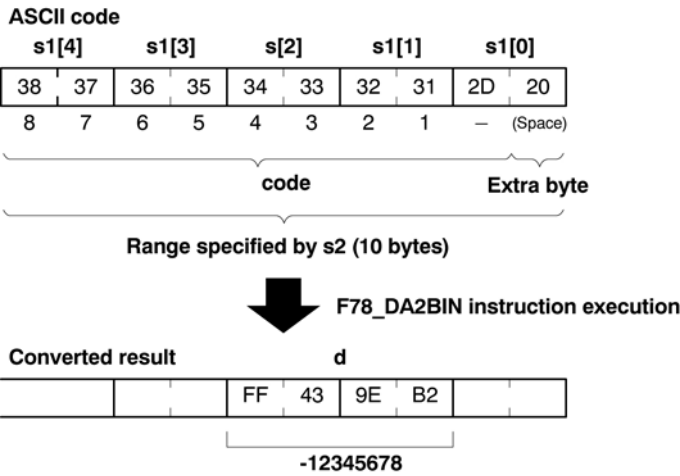 ASCII code
s1[4] s1[3] s[2] s1[1] s1[0]
38 37 36 35 34 33 32 31 2D 20
8 7 6 5 4 3 2 1 – (Space)
code Extra byte
Range specified by s2 (10 bytes)
F78_DA2BIN instruction execution
Converted result d
FF 43 9E B2
-12345678